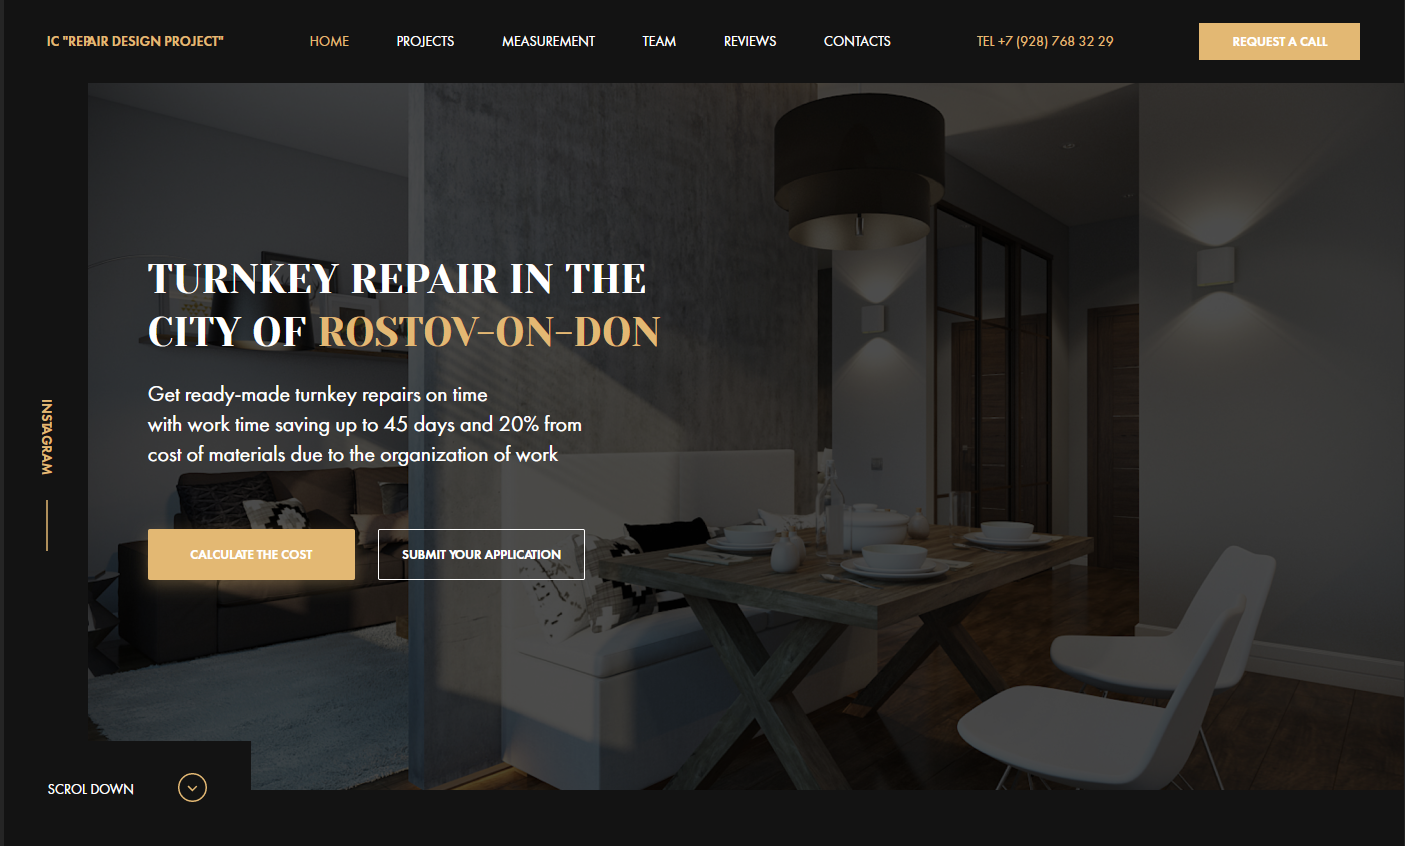 IC "REPAIR DESIGN PROJECT"
HOME
PROJECTS
MEASUREMENT
TEAM
REVIEWS
CONTACTS
TEL +7 (928) 768 32 29
REQUEST A CALL
TURNKEY REPAIR IN THE
CITY OF ROSTOV-ON-DON
Get ready-made turnkey repairs on time
with work time saving up to 45 days and 20% from
cost of materials due to the organization of work
INSTAGRAM
CALCULATE THE COST
SUBMIT YOUR APPLICATION
SCROL DOWN